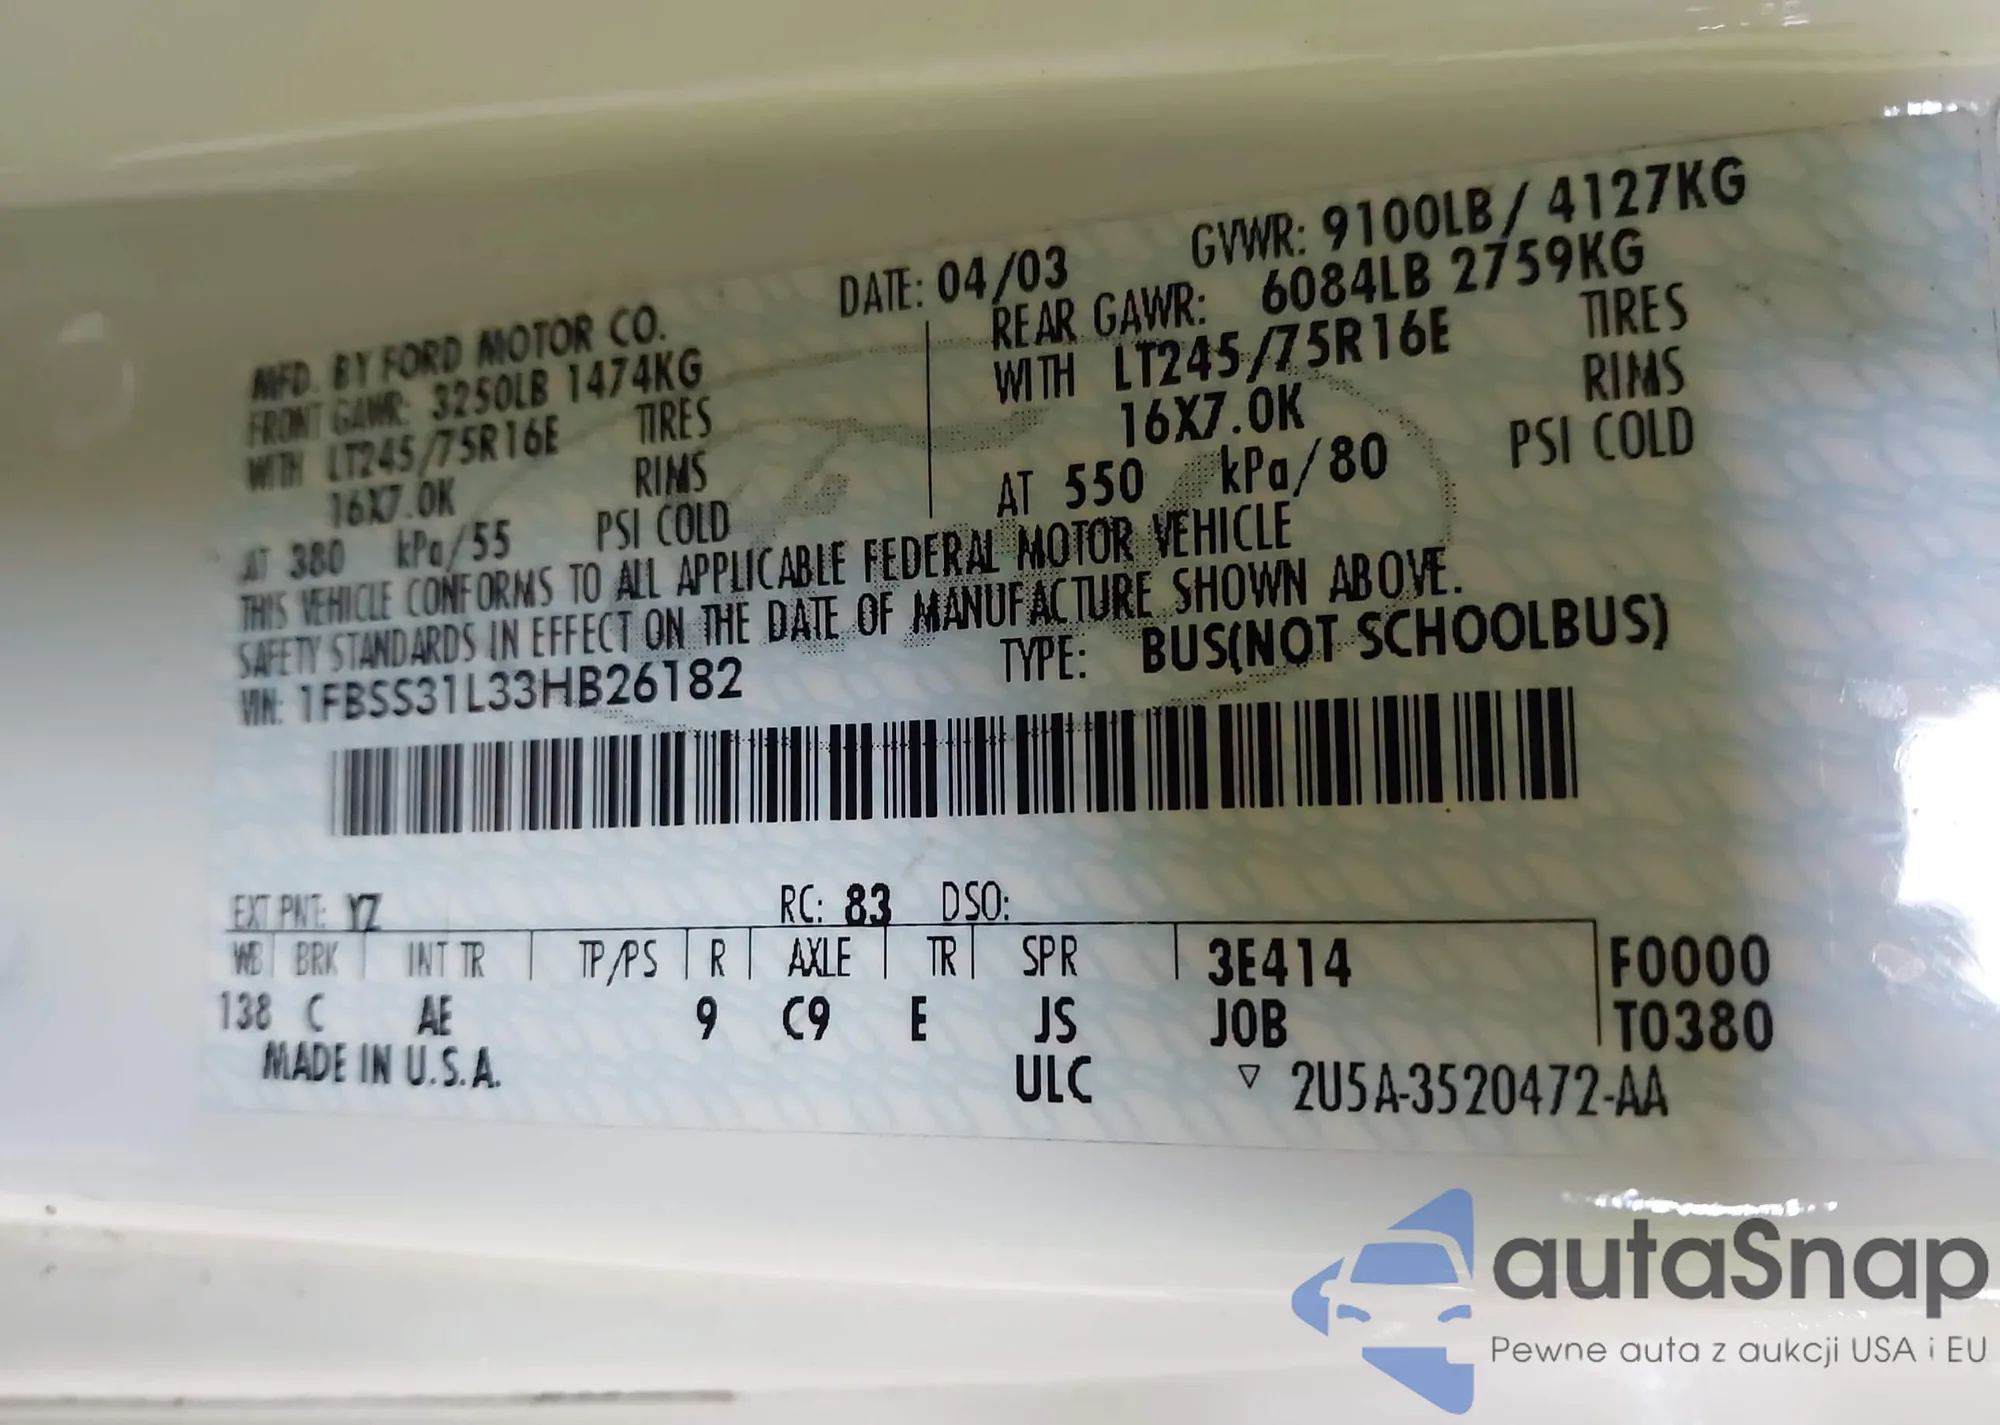 MFD. BY FORD MOTOR CO. DATE: 04/03 GVWR: 9100LB/ 4127KG
FRONT GAWR: 3250LB 1474KG REAR GAWR: 6084LB 2759KG
WITH LT245/75R16E TIRES WITH LT245/75R16E TIRES
16X7.0K RIMS 16X7.0K RIMS
AT 380 kPa/55 PSI COLD AT 550 kPa/80 PSI COLD
THIS VEHICLE CONFORMS TO ALL APPLICABLE FEDERAL MOTOR VEHICLE
SAFETY STANDARDS IN EFFECT ON THE DATE OF MANUFACTURE SHOWN ABOVE.
VIN: 1FBSS31L33HB26182 TYPE: BUS(NOT SCHOOLBUS)
EXT PNT: YZ RC: 83 DSO:
WB BRK INT TR TP/PS R AXLE TR SPR 3E414 F0000
138 C AE 9 C9 E JS JOB T0380
MADE IN U.S.A. ULC ▽ 2U5A-3520472-AA
autaSnap
Pewne auta z aukcji USA i EU